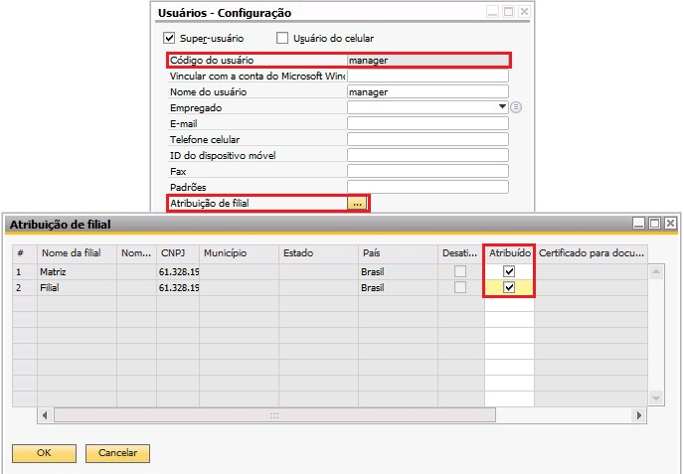 Usuários - Configuração
Super-usuário Usuário do celular
Código do usuário manager
Vincular com a conta do Microsoft Wind
Nome do usuário manager
Empregado
E-mail
Telefone celular
ID do dispositivo móvel
Fax
Padrões
Atribuição de filial ...
Atribuição de filial
# Nome da filial Nom... CNPJ Município Estado País Desati... Atribuído Certificado para docu...
1 Matriz 61.328.19 Brasil
2 Filial 61.328.19 Brasil
OK Cancelar